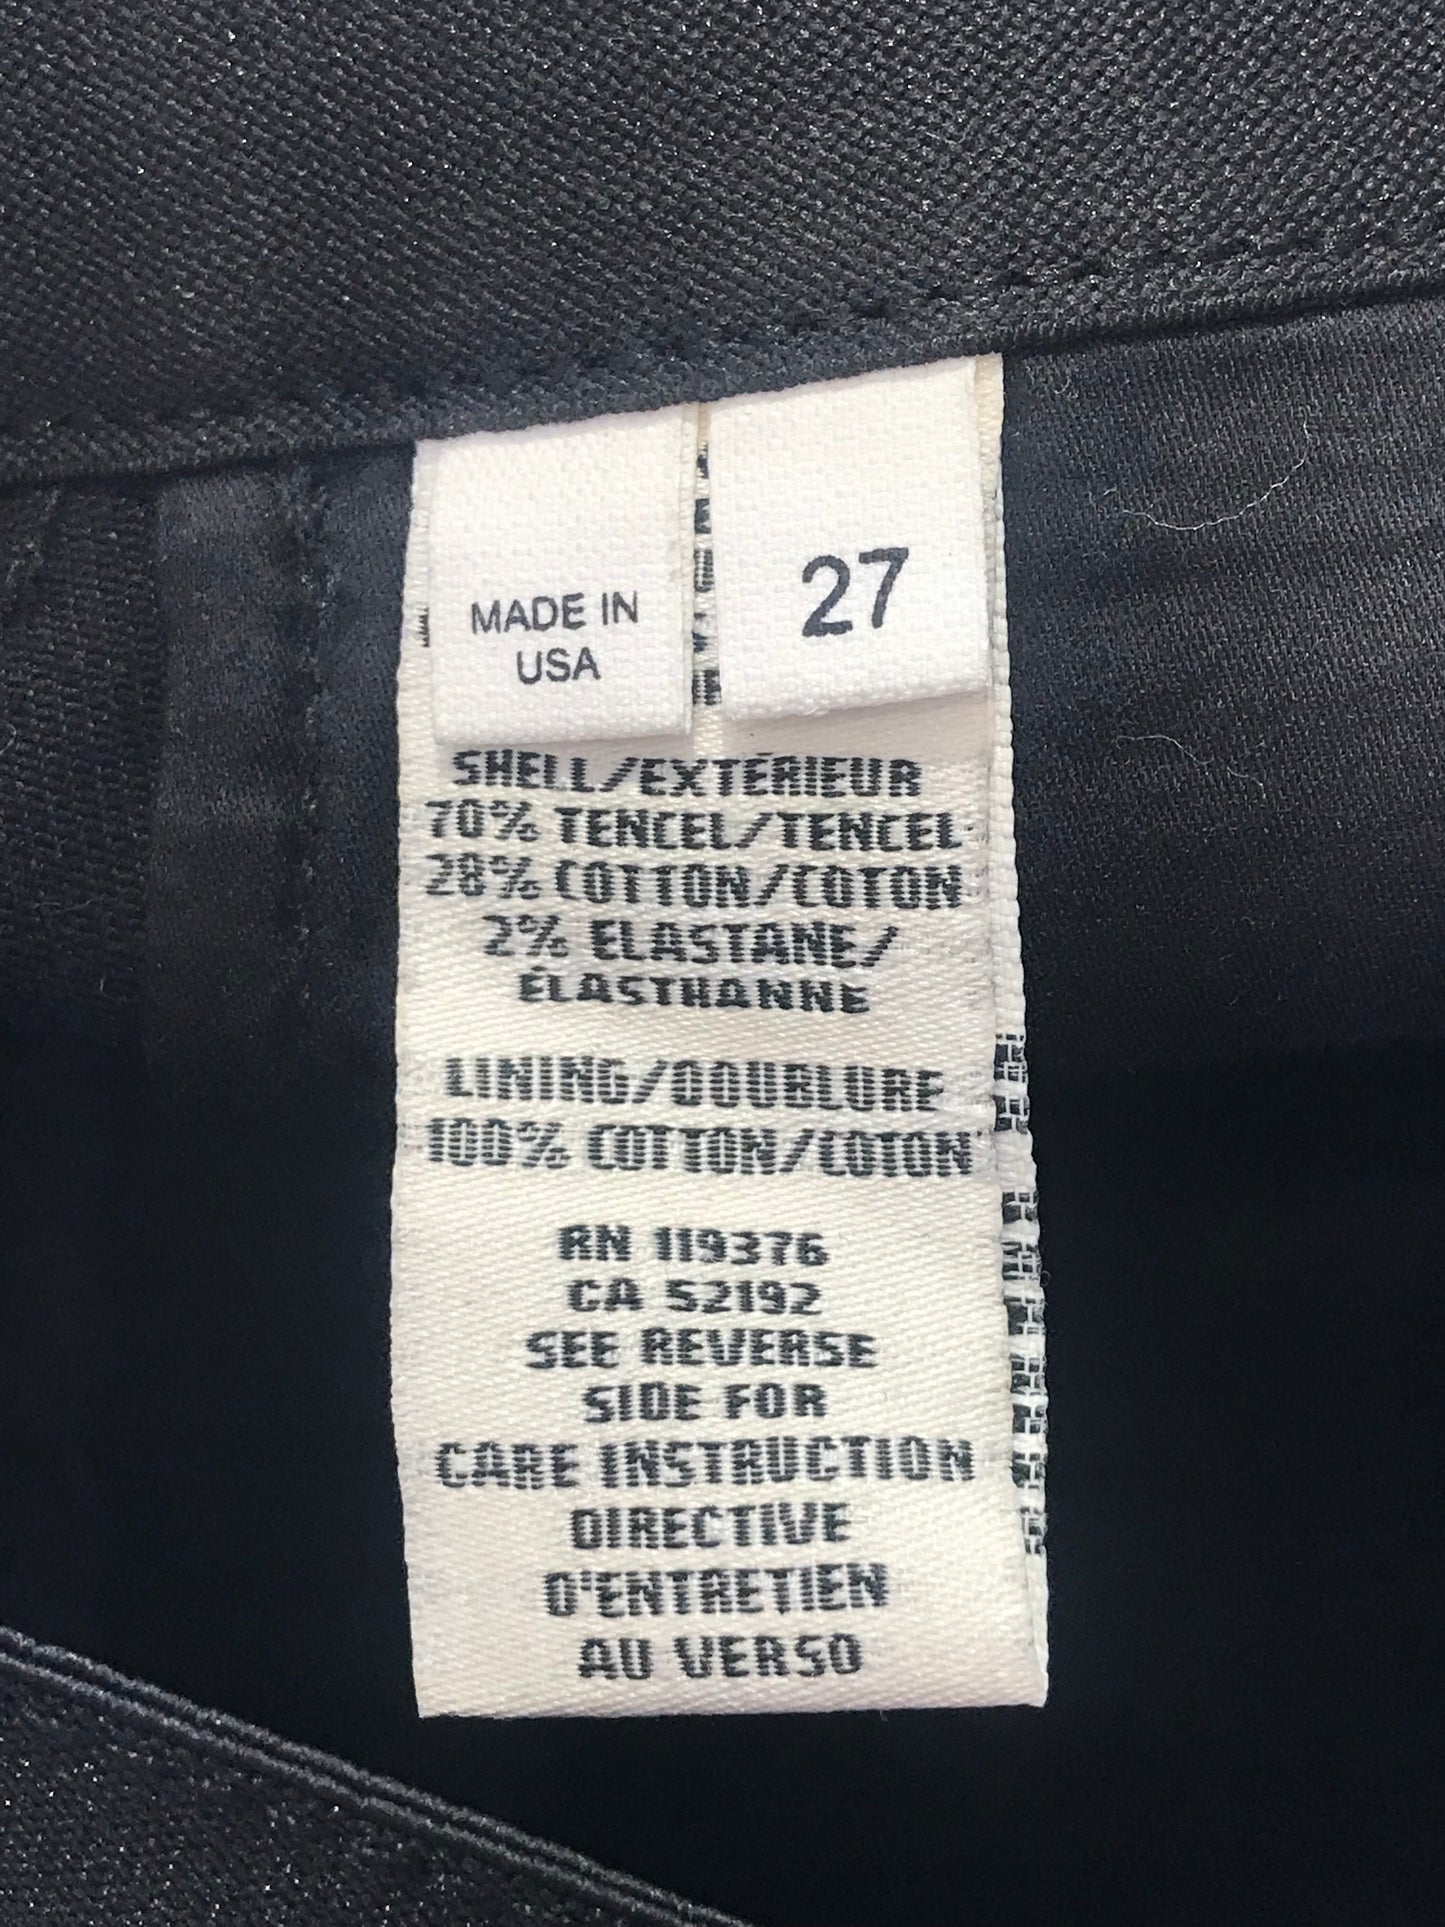 MADE IN
USA
27
SHELL/EXTÉRIEUR
70% TENCEL/TENCEL
28% COTTON/COTON
2% ELASTANE/
ÉLASTHANNE
LINING/DOUBLURE
100% COTTON/COTON
RN 119376
CA 52192
SEE REVERSE
SIDE FOR
CARE INSTRUCTION
DIRECTIVE
D'ENTRETIEN
AU VERSO